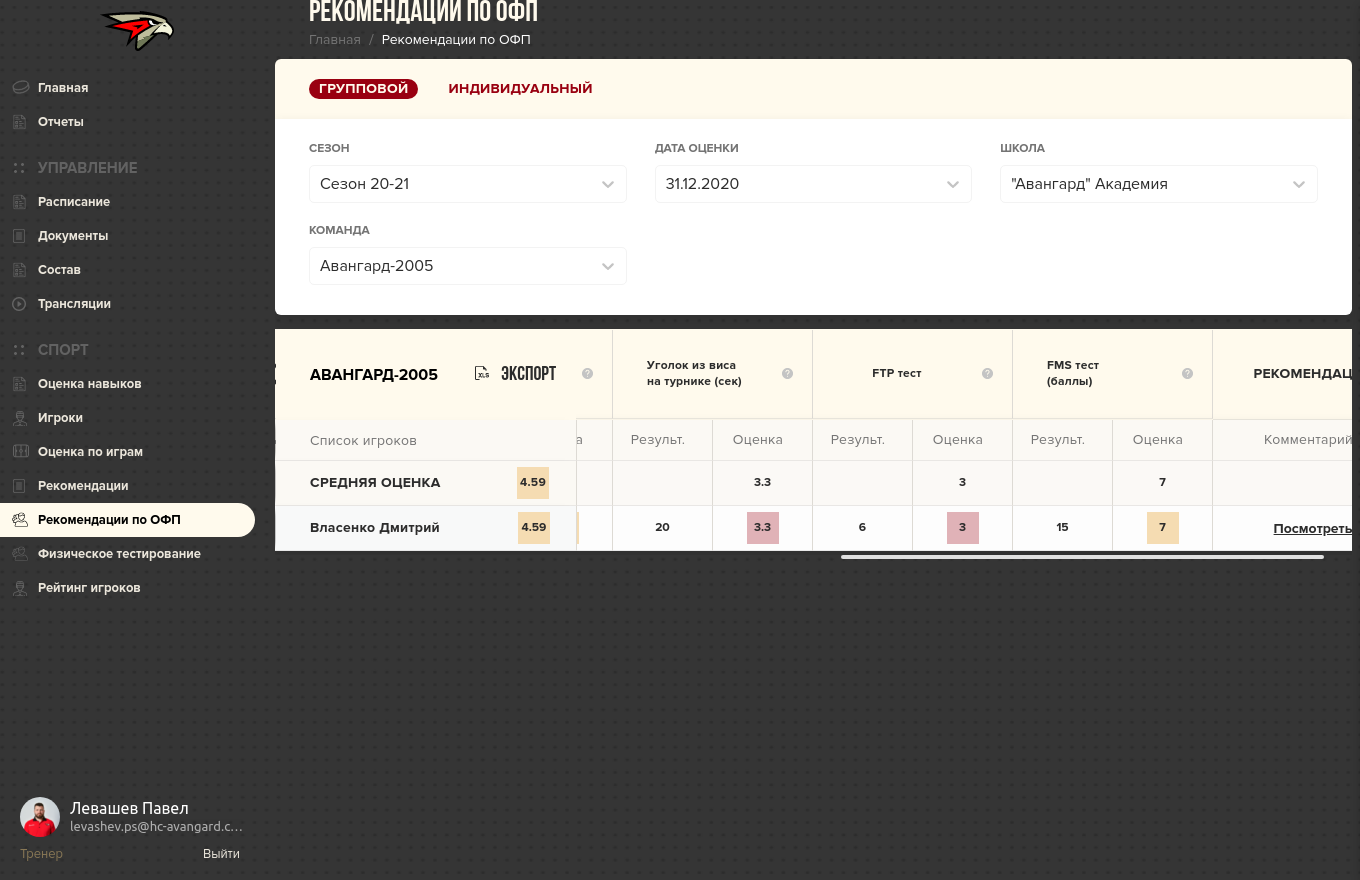 РЕКОМЕНДАЦИИ ПО ОФП
Главная / Рекомендации по ОФП
Главная
Отчеты
УПРАВЛЕНИЕ
Расписание
Документы
Состав
Трансляции
СПОРТ
Оценка навыков
Игроки
Оценка по играм
Рекомендации
Рекомендации по ОФП
Физическое тестирование
Рейтинг игроков
Левашев Павел
levashev.ps@hc-avangard.c...
Тренер Выйти
ГРУППОВОЙ ИНДИВИДУАЛЬНЫЙ
СЕЗОН ДАТА ОЦЕНКИ ШКОЛА
Сезон 20-21 31.12.2020 "Авангард" Академия
КОМАНДА
Авангард-2005
АВАНГАРД-2005 XLS ЭКСПОРТ ? Уголок из виса на турнике (сек) ? FTP тест ? FMS тест (баллы) ? РЕКОМЕНДАЦ
Список игроков а Результ. Оценка Результ. Оценка Результ. Оценка Комментарий
СРЕДНЯЯ ОЦЕНКА 4.59 3.3 3 7
Власенко Дмитрий 4.59 20 3.3 6 3 15 7 Посмотреть